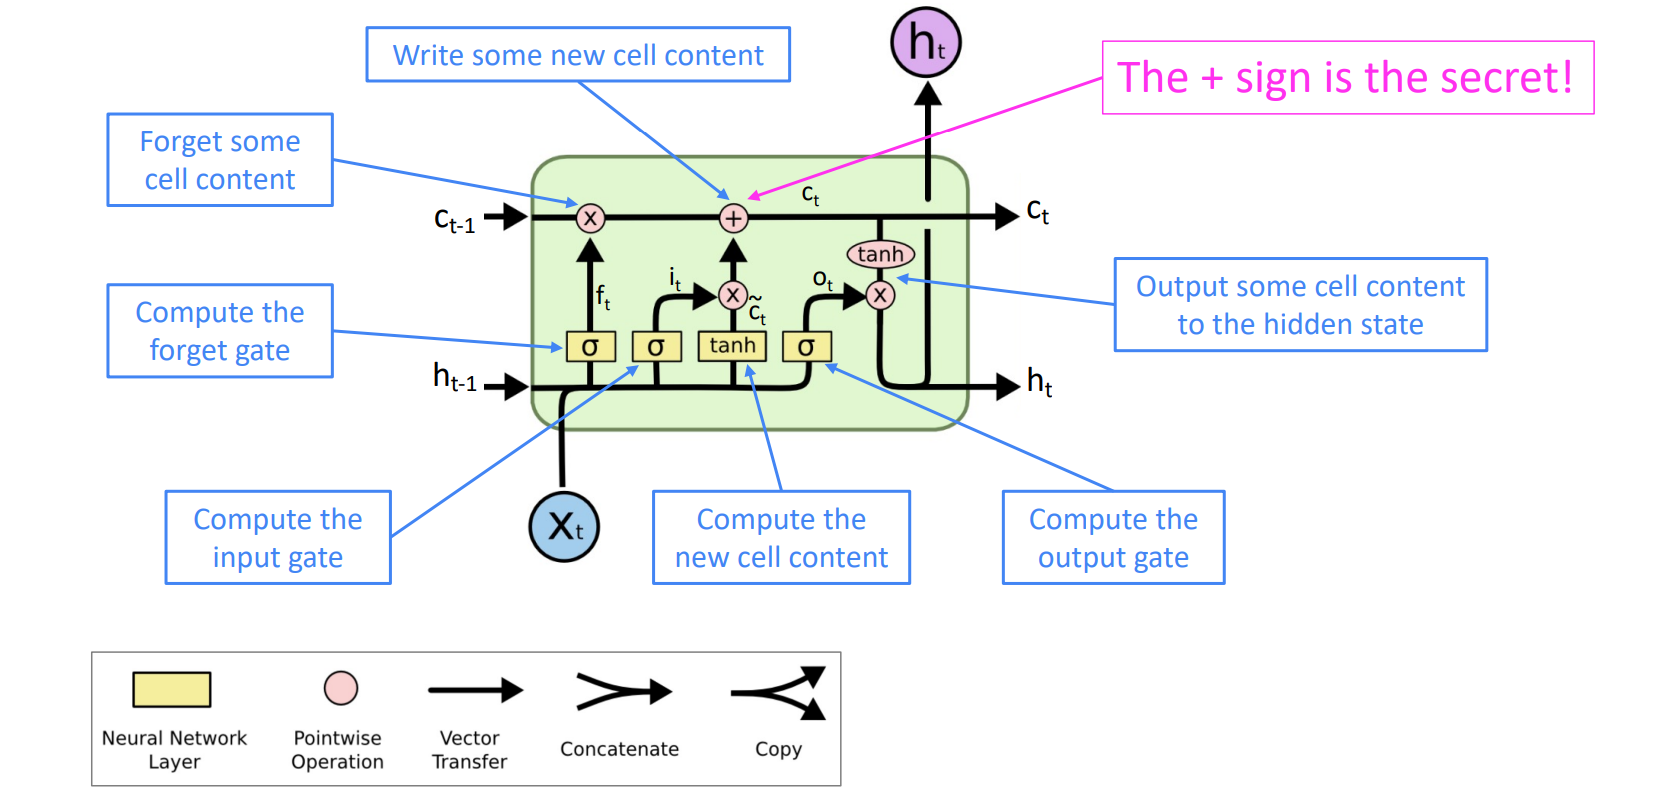 h_t
Write some new cell content
The + sign is the secret!
Forget some
cell content
c_t
c_t-1
x
+
c_t
tanh
Output some cell content
to the hidden state
i_t
o_t
f_t
x
c̃_t
x
Compute the
forget gate
σ
σ
tanh
σ
h_t-1
h_t
Compute the
input gate
x_t
Compute the
new cell content
Compute the
output gate
Neural Network
Layer
Pointwise
Operation
Vector
Transfer
Concatenate
Copy